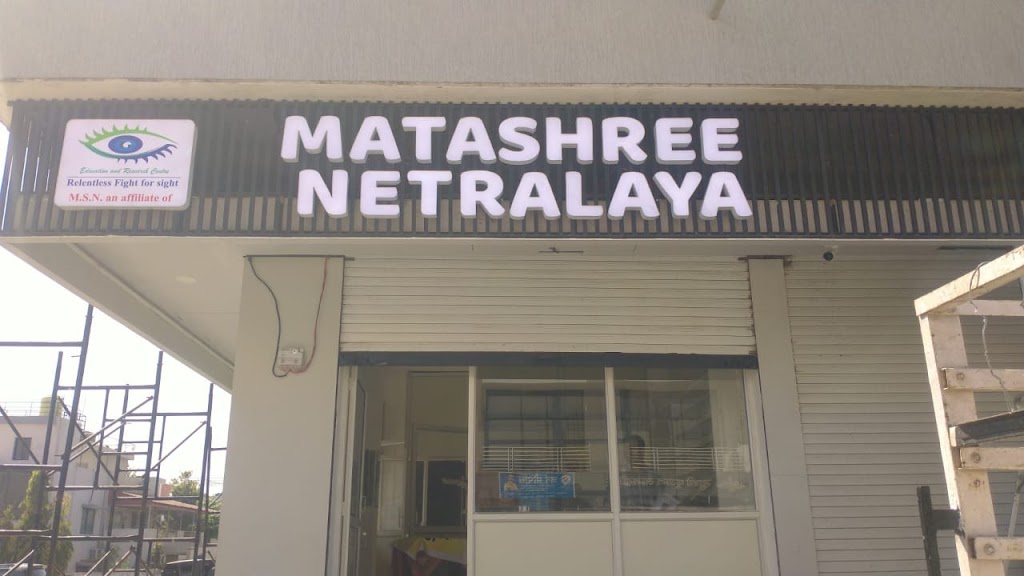 MATASHREE
NETRALAYA
Education and Research Centre
Relentless Fight for sight
M.S.N. an affiliate of